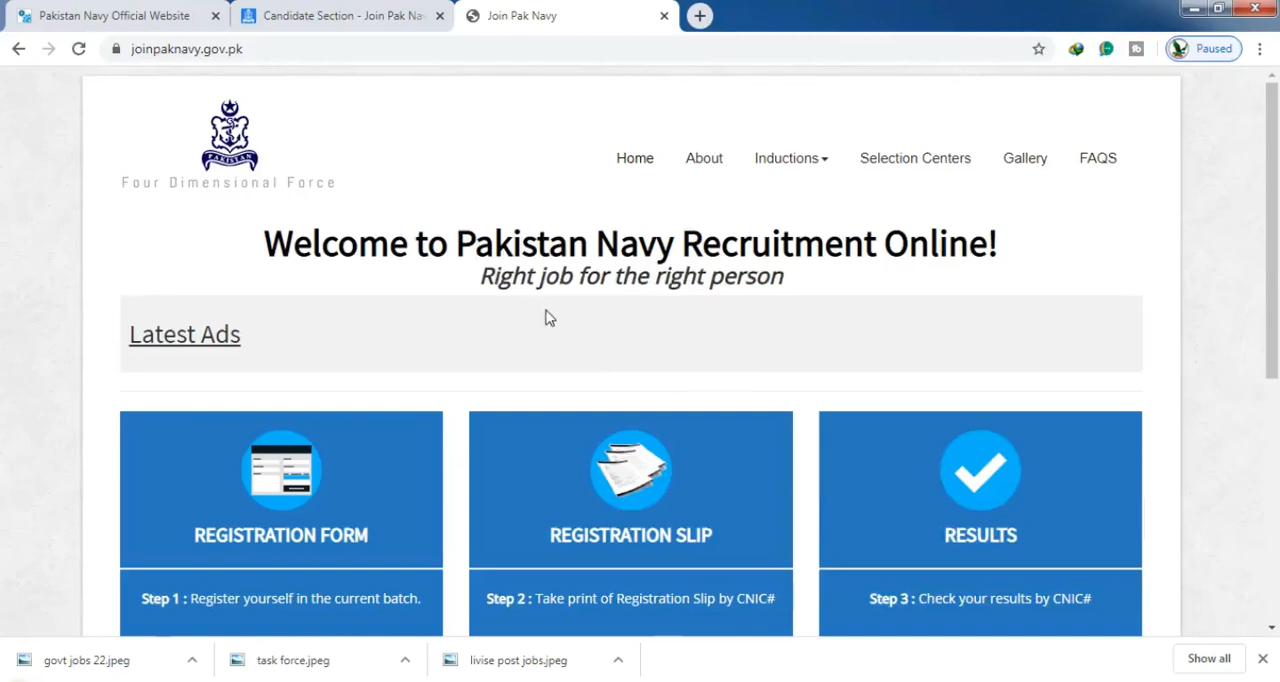 Pakistan Navy Official Website
Candidate Section - Join Pak Na
Join Pak Navy
joinpaknavy.gov.pk
Paused
PAKISTAN
Four Dimensional Force
Home About Inductions Selection Centers Gallery FAQS
Welcome to Pakistan Navy Recruitment Online!
Right job for the right person
Latest Ads
REGISTRATION FORM
REGISTRATION SLIP
RESULTS
Step 1 : Register yourself in the current batch.
Step 2 : Take print of Registration Slip by CNIC#
Step 3 : Check your results by CNIC#
govt jobs 22.jpeg
task force.jpeg
livise post jobs.jpeg
Show all